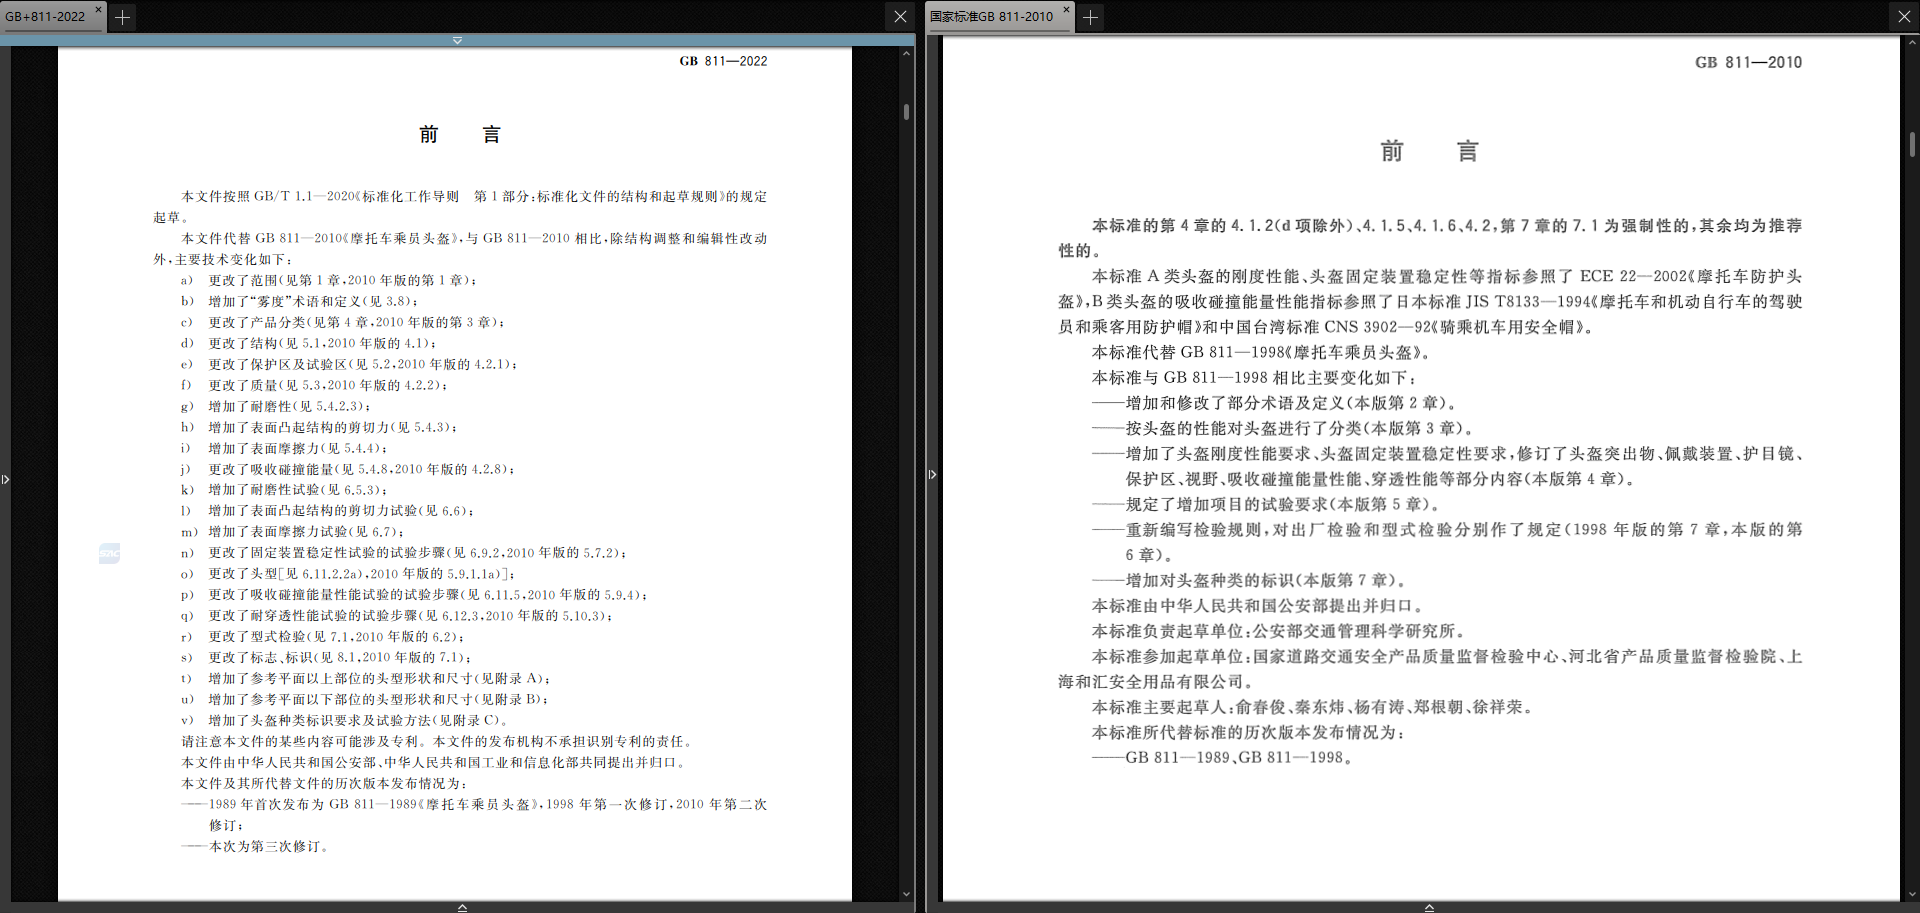 GB+811-2022
国家标准GB 811-2010
GB 811—2022
前 言
本文件按照 GB/T 1.1—2020《标准化工作导则 第 1 部分:标准化文件的结构和起草规则》的规定
起草。
本文件代替 GB 811—2010《摩托车乘员头盔》,与 GB 811—2010 相比,除结构调整和编辑性改动
外,主要技术变化如下:
a) 更改了范围(见第 1 章,2010 年版的第 1 章);
b) 增加了“雾度”术语和定义(见 3.8);
c) 更改了产品分类(见第 4 章,2010 年版的第 3 章);
d) 更改了结构(见 5.1,2010 年版的 4.1);
e) 更改了保护区及试验区(见 5.2,2010 年版的 4.2.1);
f) 更改了质量(见 5.3,2010 年版的 4.2.2);
g) 增加了耐磨性(见 5.4.2.3);
h) 增加了表面凸起结构的剪切力(见 5.4.3);
i) 增加了表面摩擦力(见 5.4.4);
j) 更改了吸收碰撞能量(见 5.4.8,2010 年版的 4.2.8);
k) 增加了耐磨性试验(见 6.5.3);
l) 增加了表面凸起结构的剪切力试验(见 6.6);
m) 增加了表面摩擦力试验(见 6.7);
n) 更改了固定装置稳定性试验的试验步骤(见 6.9.2,2010 年版的 5.7.2);
o) 更改了头型[见 6.11.2.2a),2010 年版的 5.9.1.1a)];
p) 更改了吸收碰撞能量性能试验的试验步骤(见 6.11.5,2010 年版的 5.9.4);
q) 更改了耐穿透性能试验的试验步骤(见 6.12.3,2010 年版的 5.10.3);
r) 更改了型式检验(见 7.1,2010 年版的 6.2);
s) 更改了标志、标识(见 8.1,2010 年版的 7.1);
t) 增加了参考平面以上部位的头型形状和尺寸(见附录 A);
u) 增加了参考平面以下部位的头型形状和尺寸(见附录 B);
v) 增加了头盔种类标识要求及试验方法(见附录 C)。
请注意本文件的某些内容可能涉及专利。本文件的发布机构不承担识别专利的责任。
本文件由中华人民共和国公安部、中华人民共和国工业和信息化部共同提出并归口。
本文件及其所代替文件的历次版本发布情况为:
——1989 年首次发布为 GB 811—1989《摩托车乘员头盔》,1998 年第一次修订,2010 年第二次
修订;
——本次为第三次修订。
SAC
GB 811—2010
前 言
本标准的第 4 章的 4.1.2(d 项除外)、4.1.5、4.1.6、4.2,第 7 章的 7.1 为强制性的,其余均为推荐
性的。
本标准 A 类头盔的刚度性能、头盔固定装置稳定性等指标参照了 ECE 22—2002《摩托车防护头
盔》,B 类头盔的吸收碰撞能量性能指标参照了日本标准 JIS T8133—1994《摩托车和机动自行车的驾驶
员和乘客用防护帽》和中国台湾标准 CNS 3902—92《骑乘机车用安全帽》。
本标准代替 GB 811—1998《摩托车乘员头盔》。
本标准与 GB 811—1998 相比主要变化如下:
——增加和修改了部分术语及定义(本版第 2 章)。
——按头盔的性能对头盔进行了分类(本版第 3 章)。
——增加了头盔刚度性能要求、头盔固定装置稳定性要求,修订了头盔突出物、佩戴装置、护目镜、
保护区、视野、吸收碰撞能量性能、穿透性能等部分内容(本版第 4 章)。
——规定了增加项目的试验要求(本版第 5 章)。
——重新编写检验规则,对出厂检验和型式检验分别作了规定(1998 年版的第 7 章,本版的第
6 章)。
——增加对头盔种类的标识(本版第 7 章)。
本标准由中华人民共和国公安部提出并归口。
本标准负责起草单位:公安部交通管理科学研究所。
本标准参加起草单位:国家道路交通安全产品质量监督检验中心、河北省产品质量监督检验院、上
海和汇安全用品有限公司。
本标准主要起草人:俞春俊、秦东炜、杨有涛、郑根朝、徐祥荣。
本标准所代替标准的历次版本发布情况为:
——GB 811—1989、GB 811—1998。